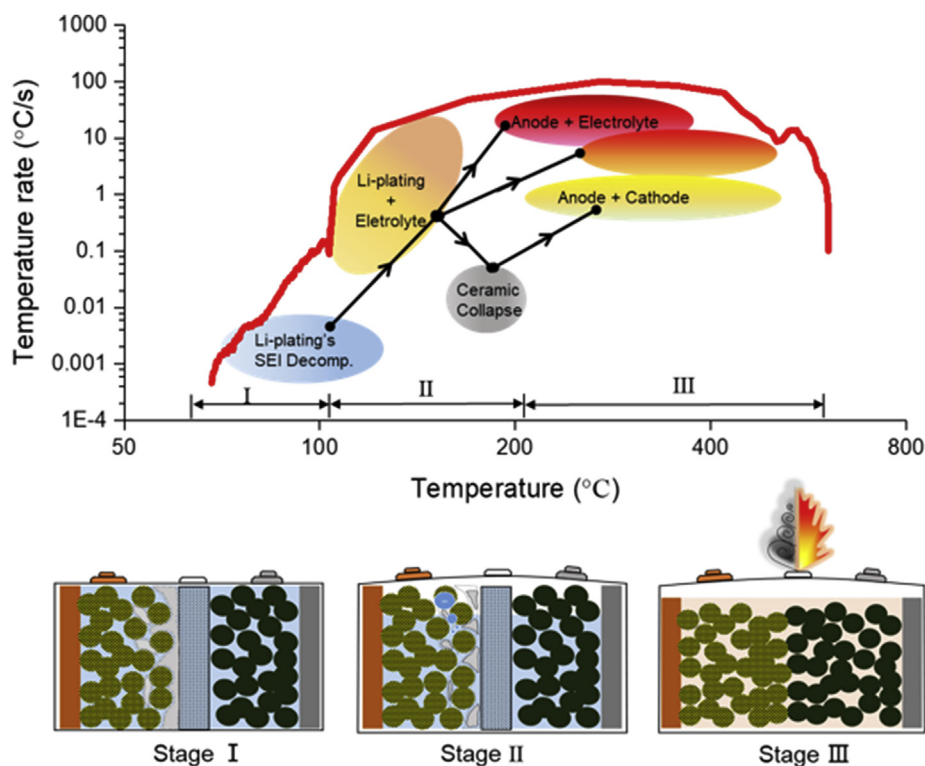 1000
100
10
1
0.1
0.01
0.001
1E-4
Temperature rate (°C/s)
Anode + Electrolyte
Li-plating
+
Eletrolyte
Anode + Cathode
Ceramic
Collapse
Li-plating's
SEI Decomp.
I
II
III
50
100
200
400
800
Temperature (°C)
Stage I
Stage II
Stage III